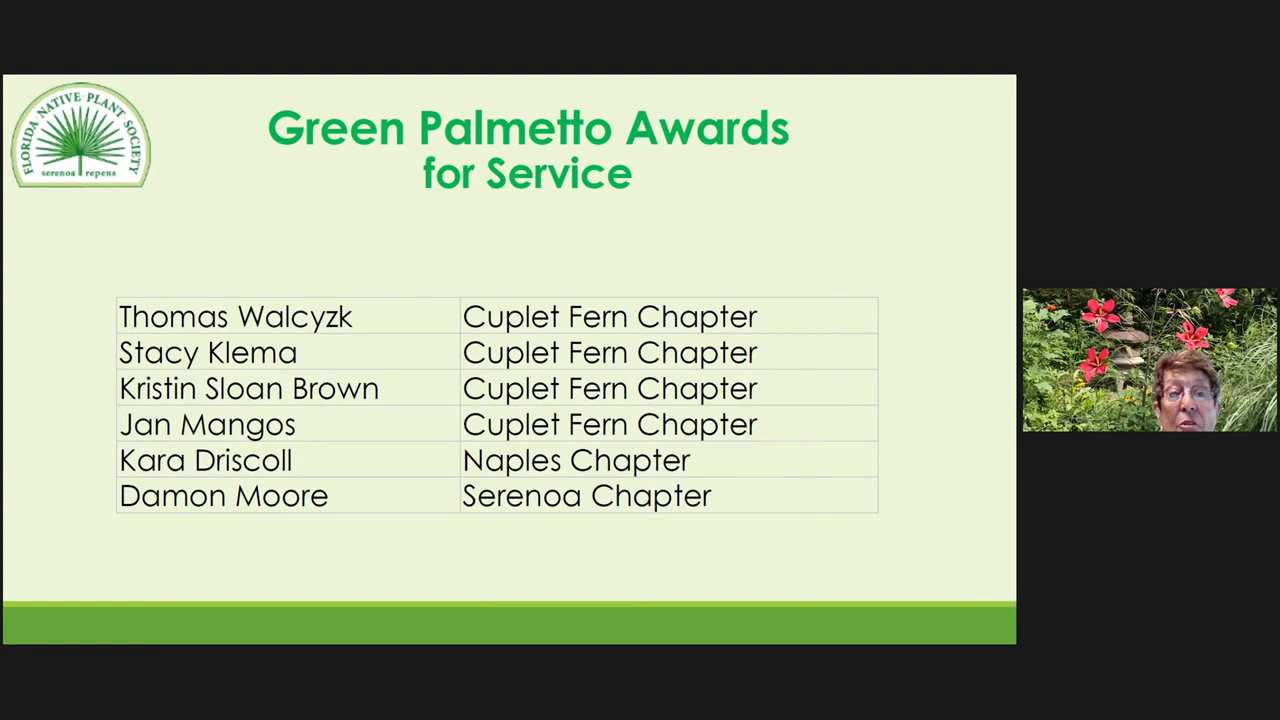 FLORIDA NATIVE PLANT SOCIETY
serenoa repens
Green Palmetto Awards
for Service
Thomas Walcyzk Cuplet Fern Chapter
Stacy Klema Cuplet Fern Chapter
Kristin Sloan Brown Cuplet Fern Chapter
Jan Mangos Cuplet Fern Chapter
Kara Driscoll Naples Chapter
Damon Moore Serenoa Chapter